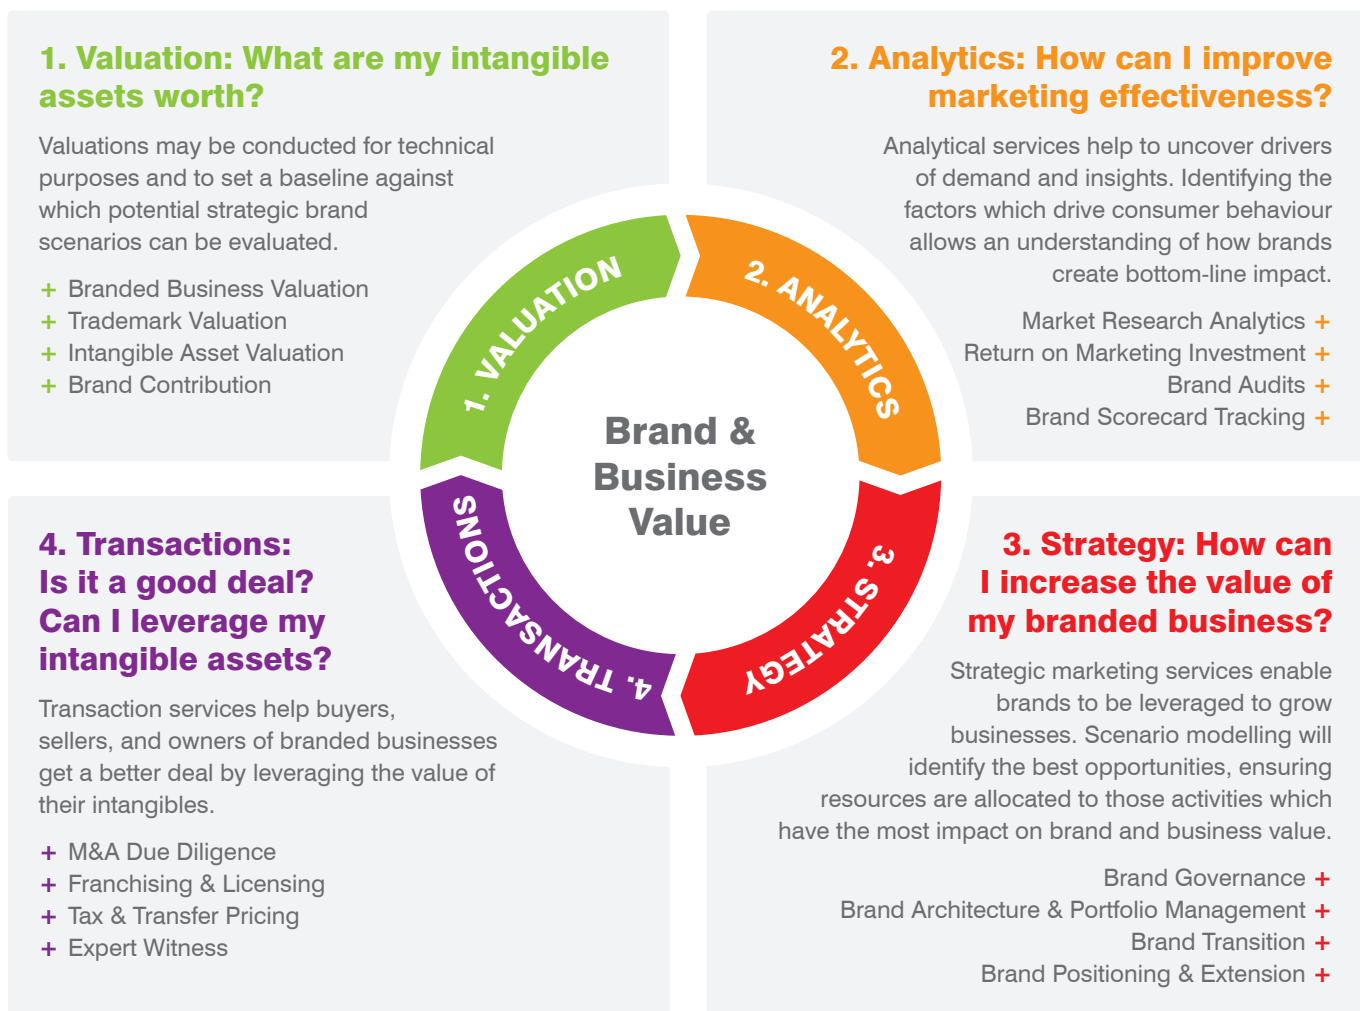 1. Valuation: What are my intangible
assets worth?
Valuations may be conducted for technical
purposes and to set a baseline against
which potential strategic brand
scenarios can be evaluated.
+ Branded Business Valuation
+ Trademark Valuation
+ Intangible Asset Valuation
+ Brand Contribution
2. Analytics: How can I improve
marketing effectiveness?
Analytical services help to uncover drivers
of demand and insights. Identifying the
factors which drive consumer behaviour
allows an understanding of how brands
create bottom-line impact.
Market Research Analytics +
Return on Marketing Investment +
Brand Audits +
Brand Scorecard Tracking +
1. VALUATION
2. ANALYTICS
3. STRATEGY
4. TRANSACTIONS
Brand &
Business
Value
4. Transactions:
Is it a good deal?
Can I leverage my
intangible assets?
Transaction services help buyers,
sellers, and owners of branded businesses
get a better deal by leveraging the value of
their intangibles.
+ M&A Due Diligence
+ Franchising & Licensing
+ Tax & Transfer Pricing
+ Expert Witness
3. Strategy: How can
I increase the value of
my branded business?
Strategic marketing services enable
brands to be leveraged to grow
businesses. Scenario modelling will
identify the best opportunities, ensuring
resources are allocated to those activities which
have the most impact on brand and business value.
Brand Governance +
Brand Architecture & Portfolio Management +
Brand Transition +
Brand Positioning & Extension +